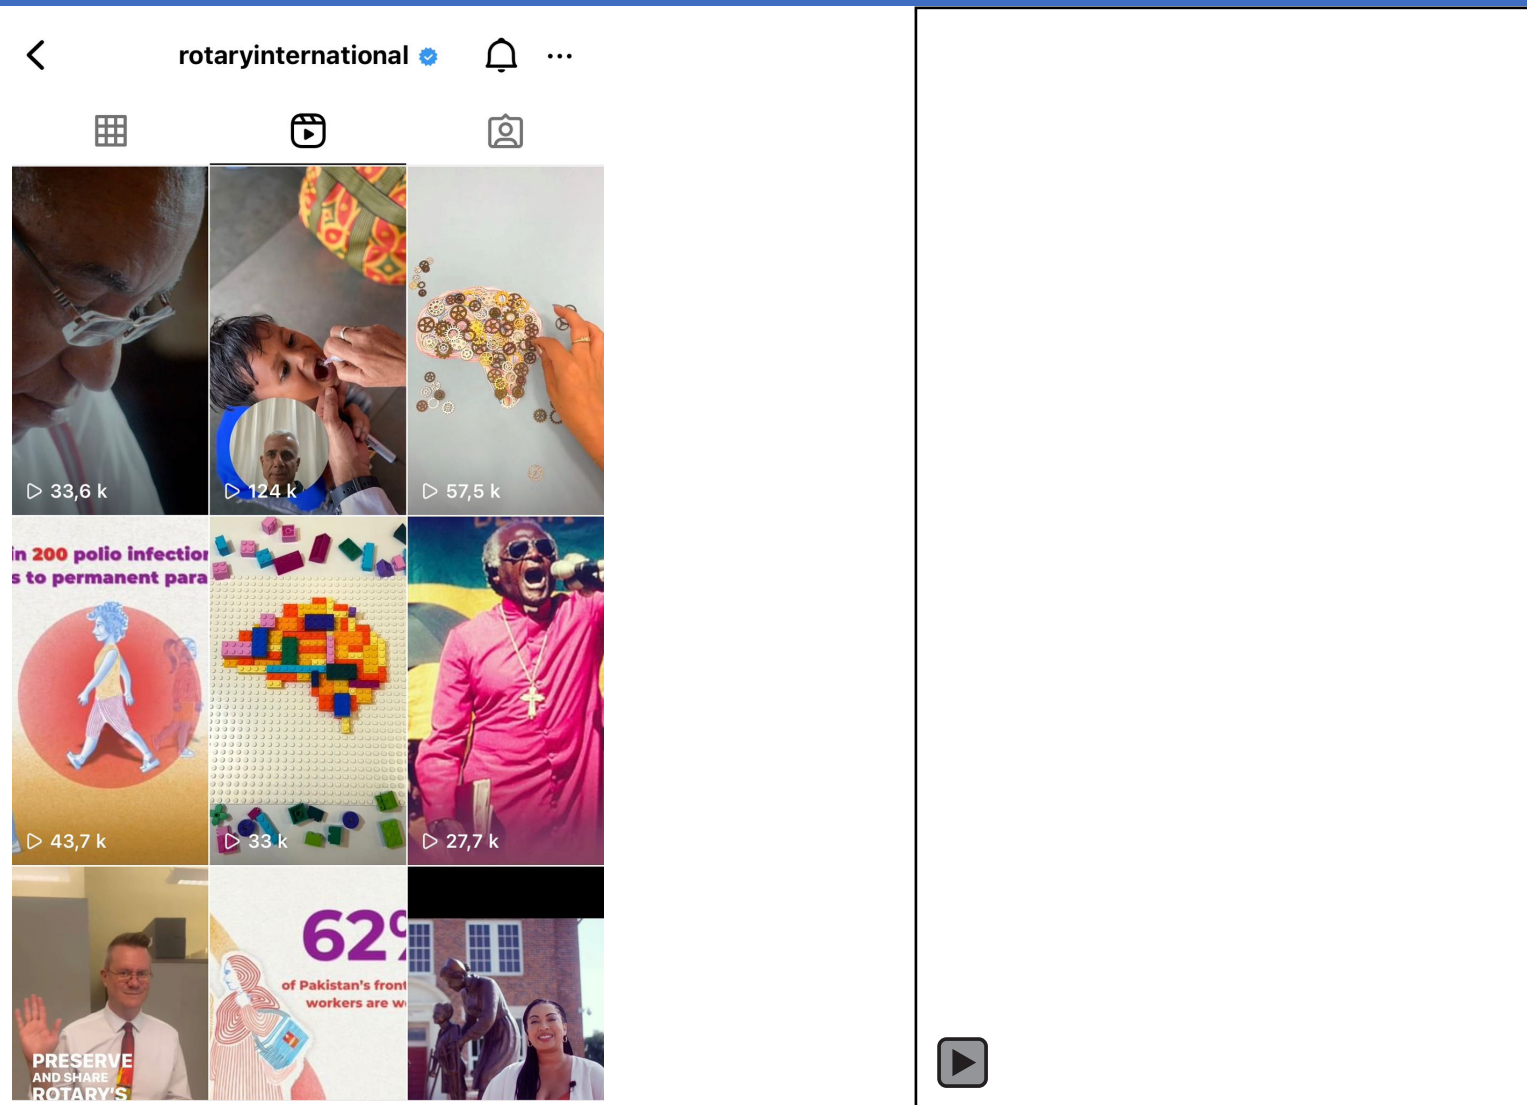 rotaryinternational
33,6 k
124 k
57,5 k
in 200 polio infection
s to permanent para
43,7 k
33 k
27,7 k
PRESERVE
AND SHARE
ROTARY'S
62%
of Pakistan's front
workers are w